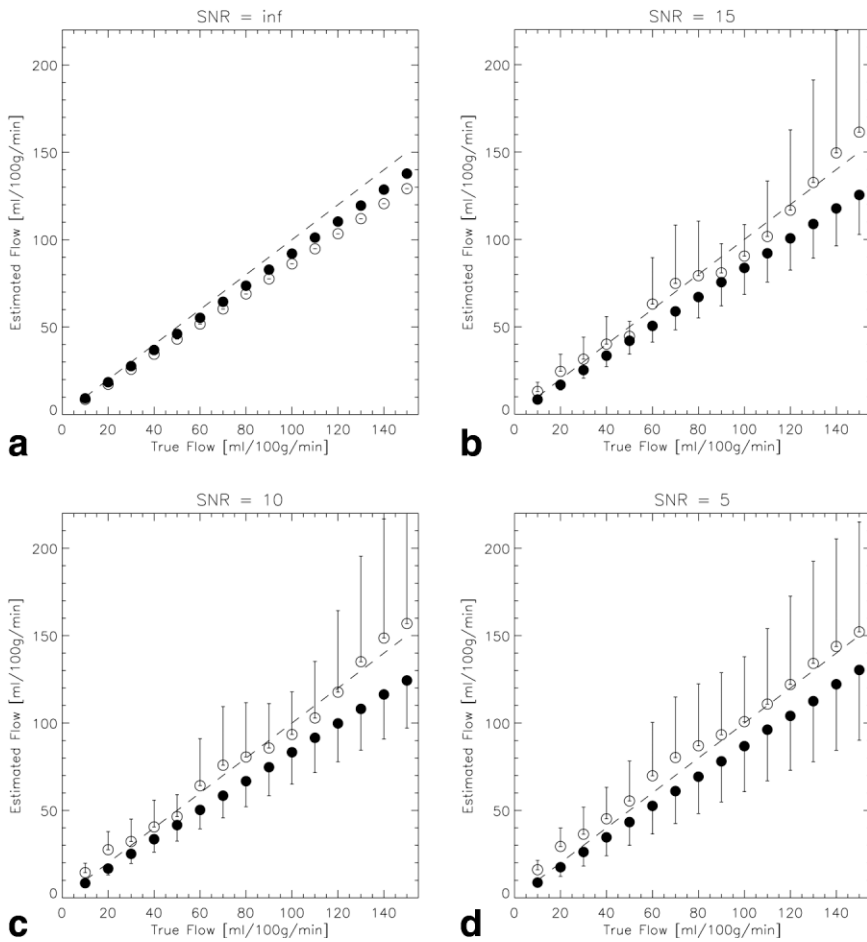 SNR = inf
Estimated Flow [ml/100g/min]
200
150
100
50
0
0 20 40 60 80 100 120 140
True Flow [ml/100g/min]
a
SNR = 15
Estimated Flow [ml/100g/min]
200
150
100
50
0
0 20 40 60 80 100 120 140
True Flow [ml/100g/min]
b
SNR = 10
Estimated Flow [ml/100g/min]
200
150
100
50
0
0 20 40 60 80 100 120 140
True Flow [ml/100g/min]
c
SNR = 5
Estimated Flow [ml/100g/min]
200
150
100
50
0
0 20 40 60 80 100 120 140
True Flow [ml/100g/min]
d